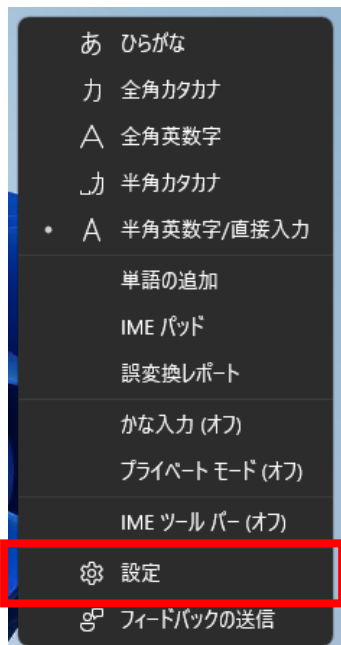 あ ひらがな
カ 全角カタカナ
A 全角英数字
_カ 半角カタカナ
• A 半角英数字/直接入力
単語の追加
IME パッド
誤変換レポート
かな入力 (オフ)
プライベート モード (オフ)
IME ツール バー (オフ)
設定
フィードバックの送信